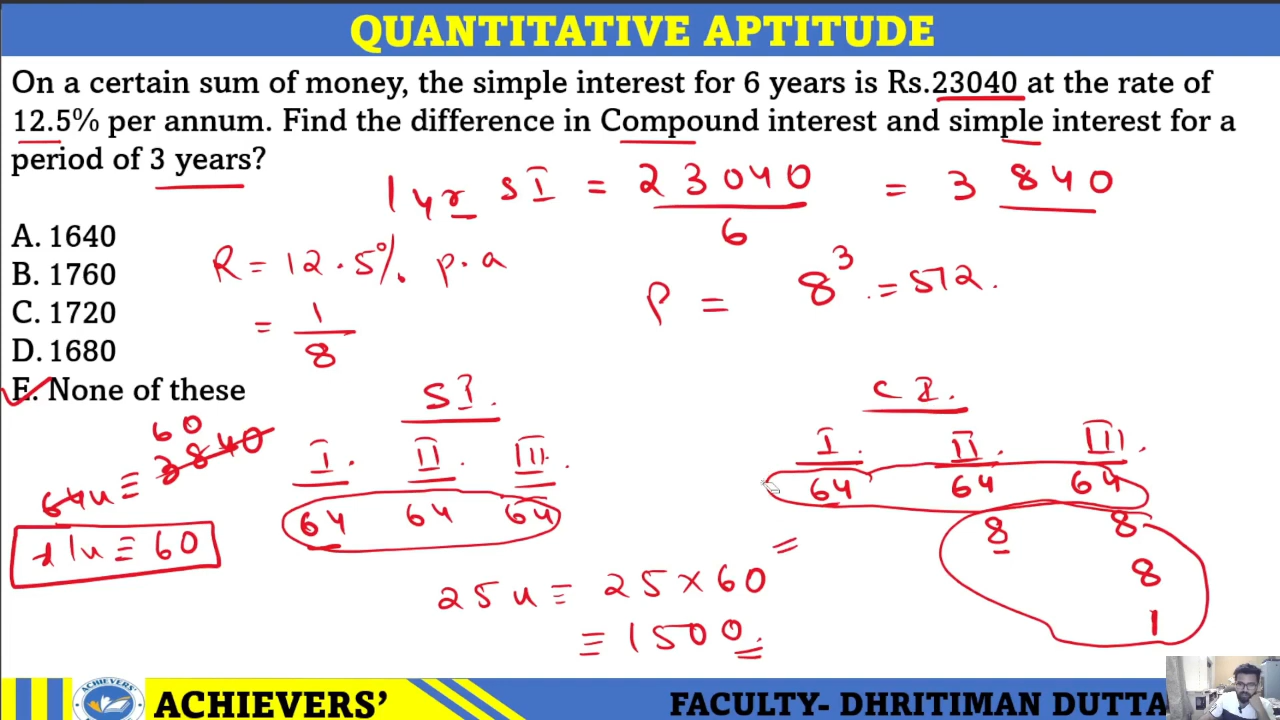 QUANTITATIVE APTITUDE
On a certain sum of money, the simple interest for 6 years is Rs.23040 at the rate of
12.5% per annum. Find the difference in Compound interest and simple interest for a
period of 3 years?
1 yr SI = 23040 / 6 = 3840
A. 1640
B. 1760
C. 1720
D. 1680
E. None of these
R = 12.5% p.a
= 1/8
P = 8³ = 512.
SI.
I. II. III.
64 64 64
CI.
I. II. III.
64 64 64
8 8
8
1
60
64u ≡ 3840
1u ≡ 60
=
25u ≡ 25 × 60
≡ 1500
ACHIEVERS'
ACHIEVERS'
FACULTY- DHRITIMAN DUTTA